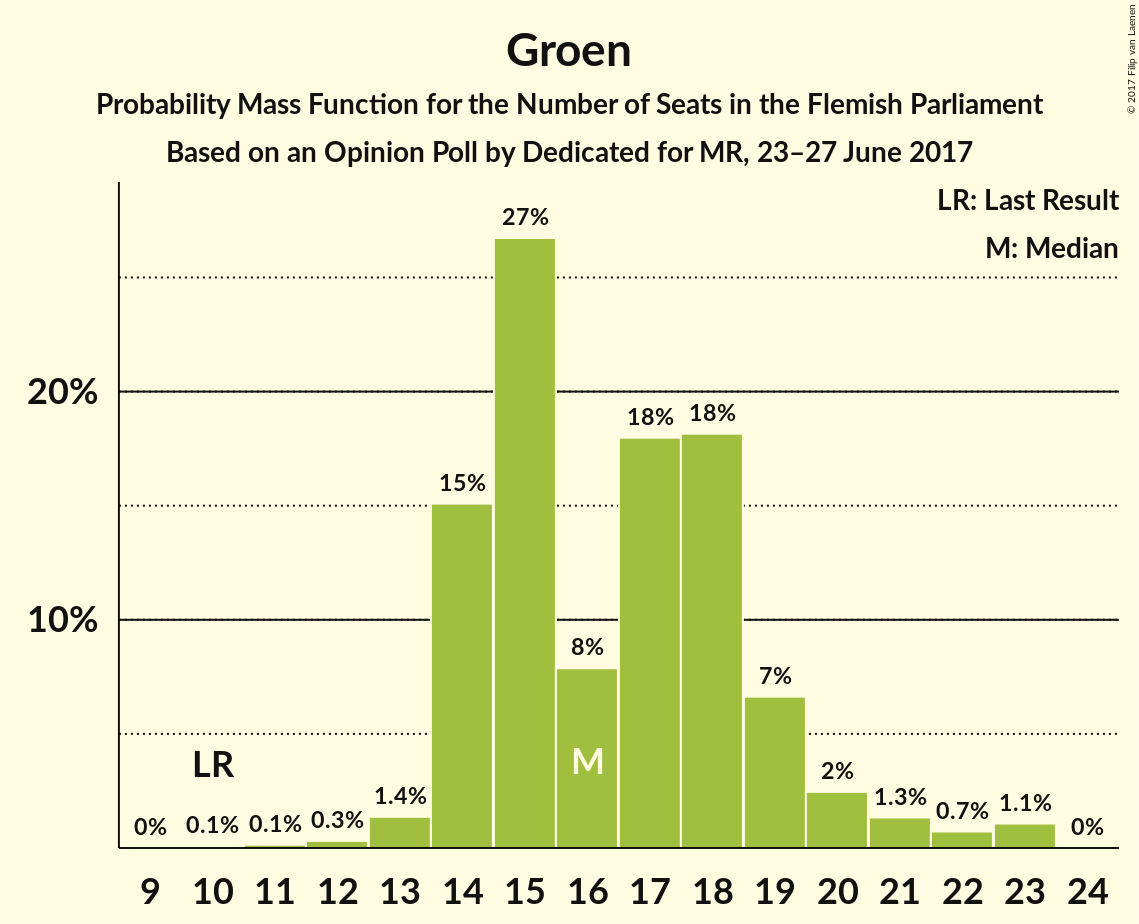 Groen
Probability Mass Function for the Number of Seats in the Flemish Parliament
Based on an Opinion Poll by Dedicated for MR, 23–27 June 2017
© 2017 Filip van Laenen
LR: Last Result
M: Median
27%
20%
18% 18%
15%
10%
8%
7%
M
LR
2%
0% 0.1% 0.1% 0.3% 1.4% 1.3% 0.7% 1.1% 0%
9 10 11 12 13 14 15 16 17 18 19 20 21 22 23 24